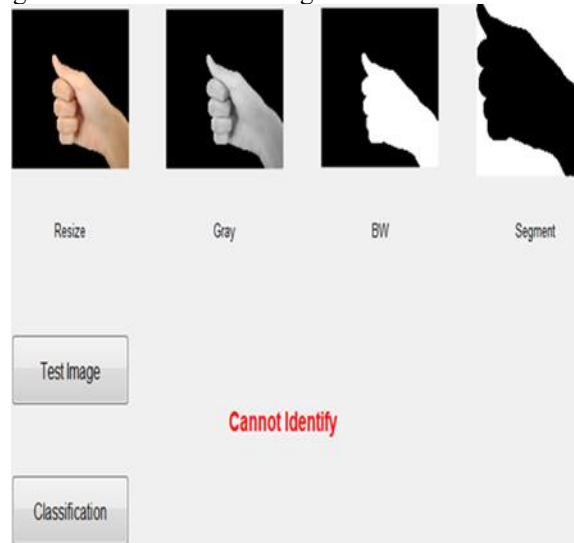 Resize Gray BW Segment
Test Image
Cannot Identify
Classification